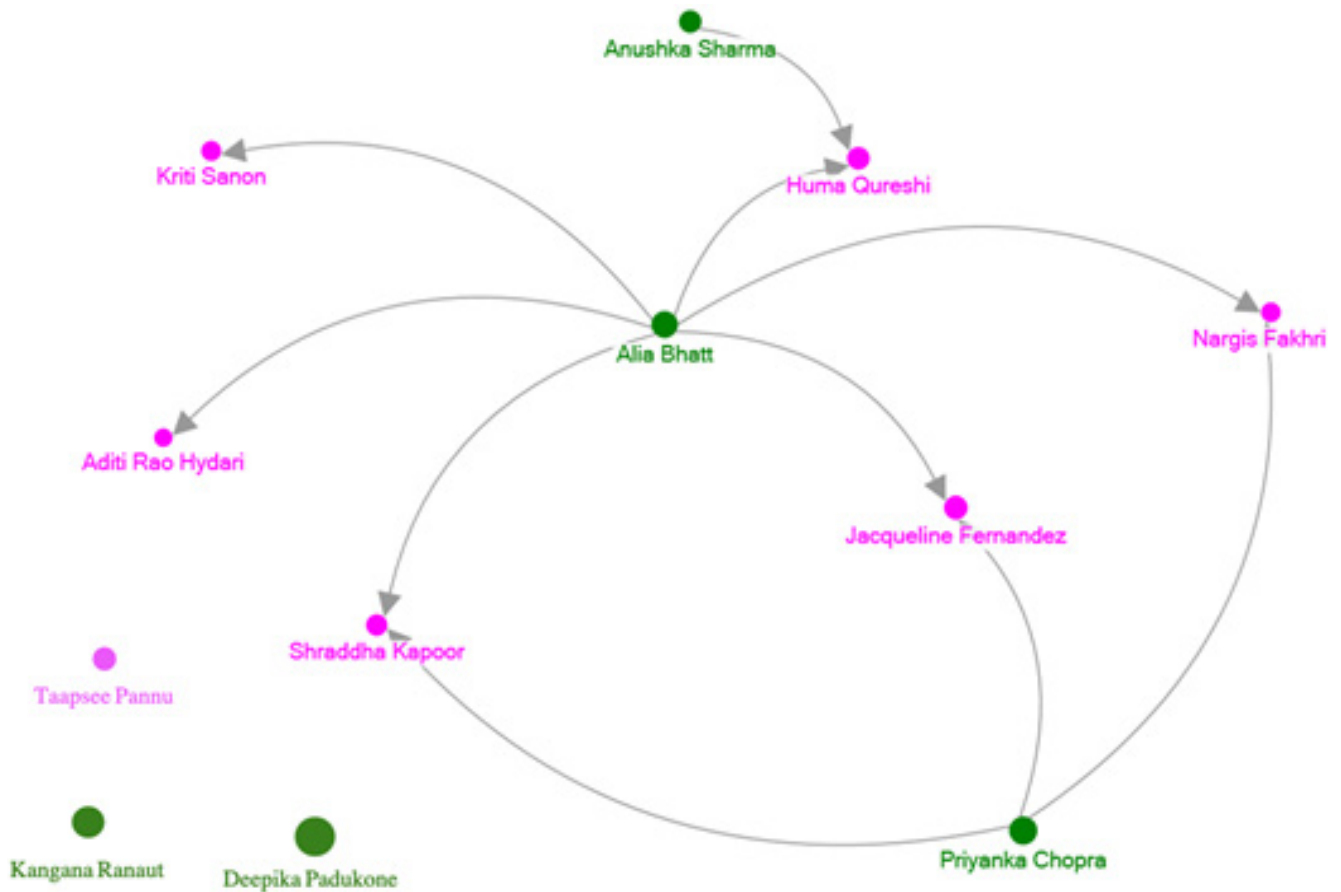 Anushka Sharma
Kriti Sanon
Huma Qureshi
Nargis Fakhri
Alia Bhatt
Aditi Rao Hydari
Jacqueline Fernandez
Shraddha Kapoor
Taapsee Pannu
Priyanka Chopra
Kangana Ranaut
Deepika Padukone